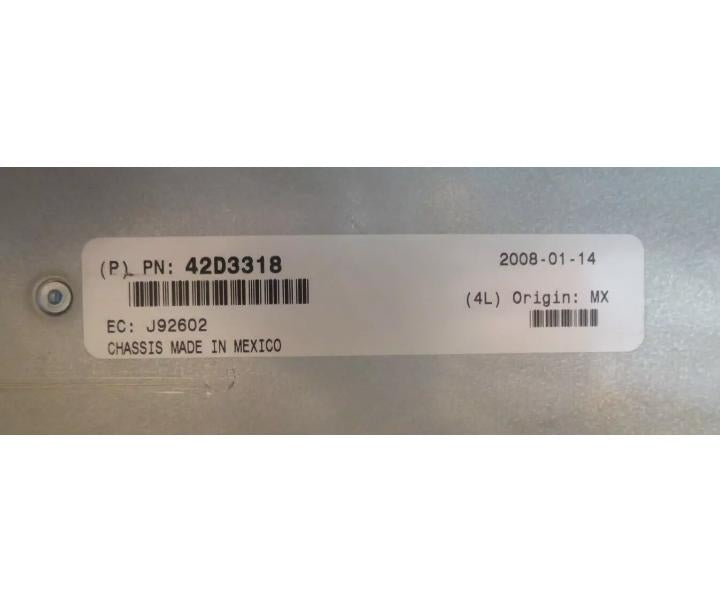 (P) PN: 42D3318
2008-01-14
(4L) Origin: MX
EC: J92602
CHASSIS MADE IN MEXICO